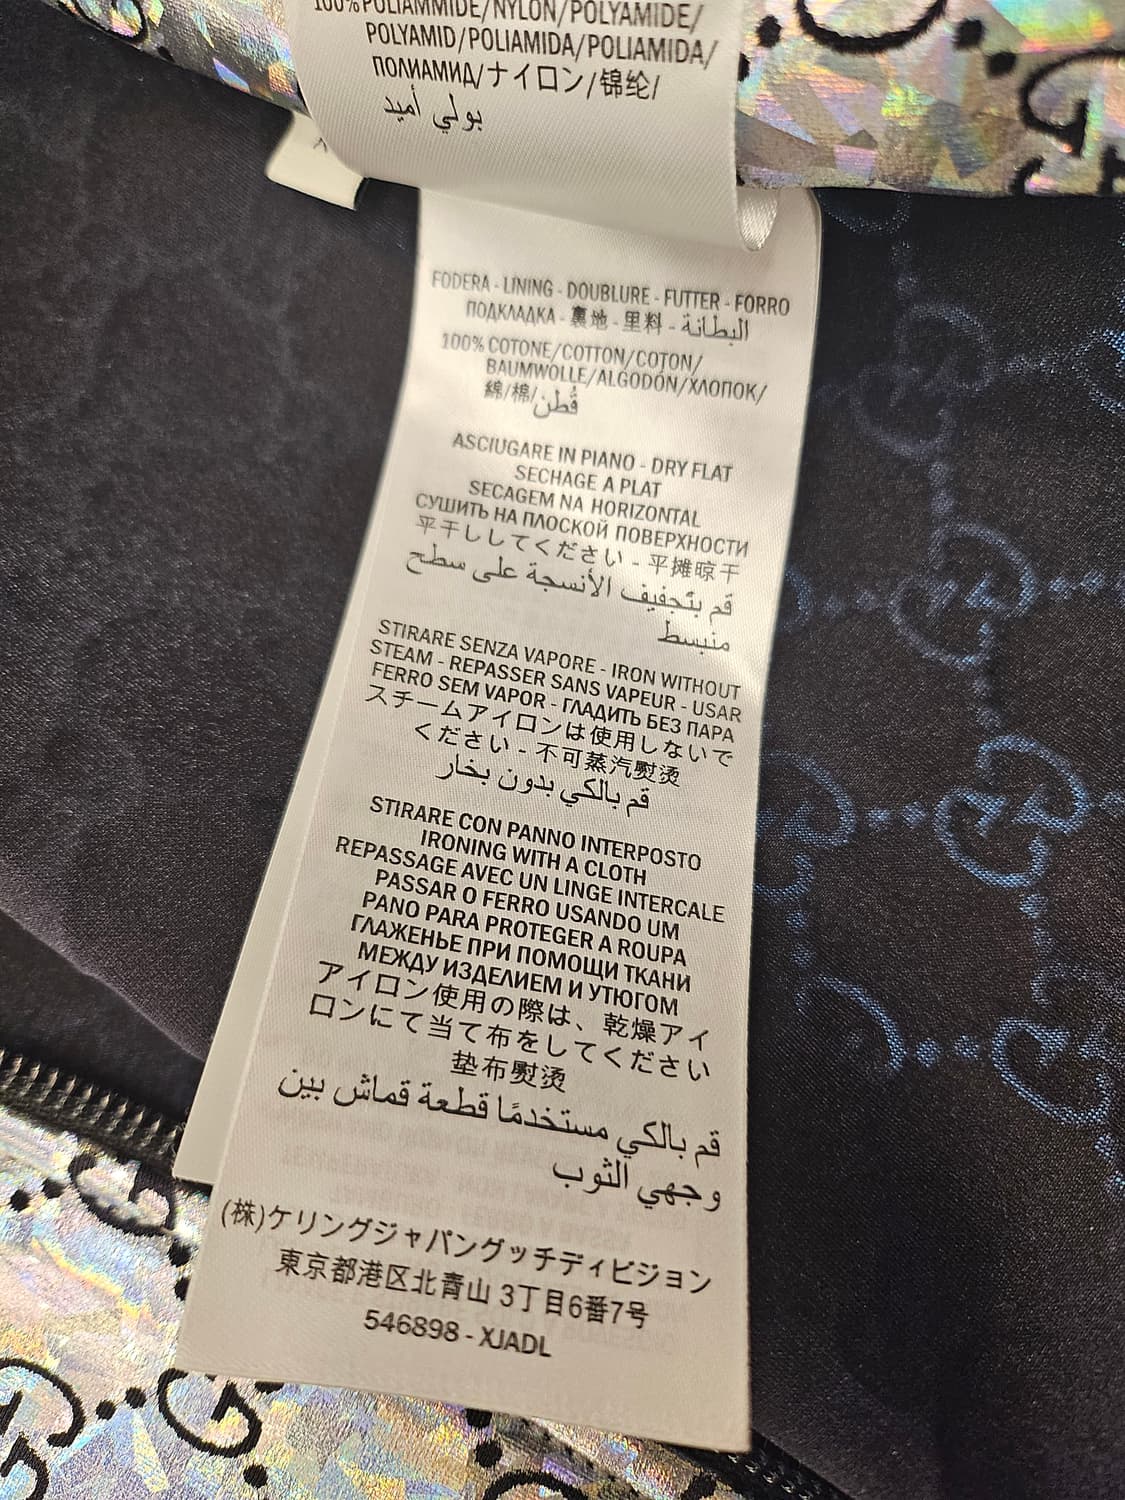 100% POLIAMMIDE/NYLON/POLYAMIDE/
POLYAMID/POLIAMIDA/POLIAMIDA/
ПОЛИАМИД/ナイロン/锦纶/
بولي أميد
FODERA - LINING - DOUBLURE - FUTTER - FORRO
ПОДКЛАДКА - 裏地 - 里料 - البطانة
100% COTONE/COTTON/COTON/
BAUMWOLLE/ALGODÓN/ХЛОПОК/
綿/棉/قُطن
ASCIUGARE IN PIANO - DRY FLAT
SECHAGE A PLAT
SECAGEM NA HORIZONTAL
СУШИТЬ НА ПЛОСКОЙ ПОВЕРХНОСТИ
平干ししてください - 平摊晾干
قم بتجفيف الأنسجة على سطح
منبسط
STIRARE SENZA VAPORE - IRON WITHOUT
STEAM - REPASSER SANS VAPEUR - USAR
FERRO SEM VAPOR - ГЛАДИТЬ БЕЗ ПАРА
スチームアイロンは使用しないで
ください - 不可蒸汽熨烫
قم بالكي بدون بخار
STIRARE CON PANNO INTERPOSTO
IRONING WITH A CLOTH
REPASSAGE AVEC UN LINGE INTERCALE
PASSAR O FERRO USANDO UM
PANO PARA PROTEGER A ROUPA
ГЛАЖЕНЬЕ ПРИ ПОМОЩИ ТКАНИ
МЕЖДУ ИЗДЕЛИЕМ И УТЮГОМ
アイロン使用の際は、乾燥アイ
ロンにて当て布をしてください
垫布熨烫
قم بالكي مستخدمًا قطعة قماش بين
وجهي الثوب
(株)ケリングジャパングッチディビジョン
東京都港区北青山 3丁目6番7号
546898 - XJADL